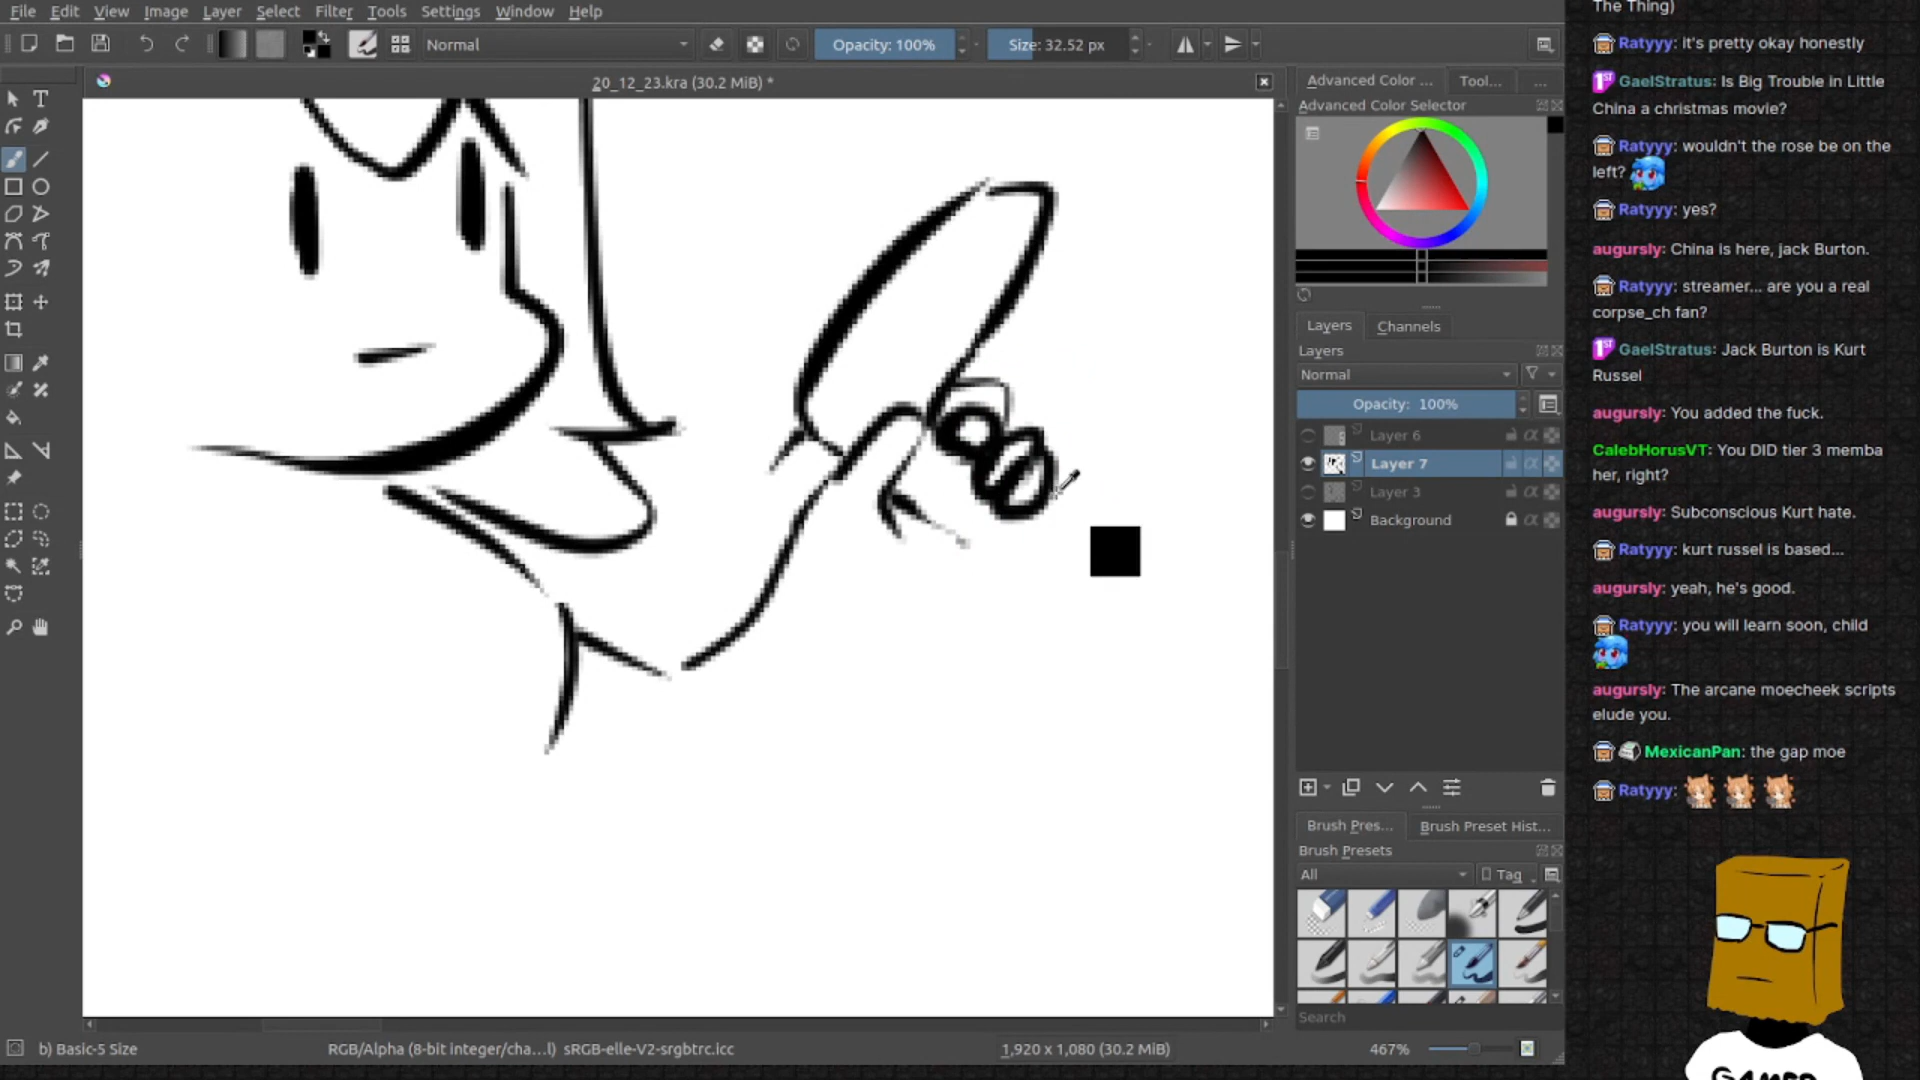 File Edit View Image Layer Select Filter Tools Settings Window Help
Normal
Opacity: 100%
Size: 32.52 px
20_12_23.kra (30.2 MiB) *
Advanced Color ...
Tool...
...
Advanced Color Selector
Layers
Channels
Layers
Normal
Opacity: 100%
Layer 6
Layer 7
Layer 3
Background
Brush Pres...
Brush Preset Hist...
Brush Presets
All
Tag
Search
b) Basic-5 Size
RGB/Alpha (8-bit integer/cha...l) sRGB-elle-V2-srgbtrc.icc
1,920 x 1,080 (30.2 MiB)
467%
The Thing)
Ratyyy: it's pretty okay honestly
GaelStratus: Is Big Trouble in Little
China a christmas movie?
Ratyyy: wouldn't the rose be on the
left?
Ratyyy: yes?
augursly: China is here, jack Burton.
Ratyyy: streamer... are you a real
corpse_ch fan?
GaelStratus: Jack Burton is Kurt
Russel
augursly: You added the fuck.
CalebHorusVT: You DID tier 3 memba
her, right?
augursly: Subconscious Kurt hate.
Ratyyy: kurt russel is based...
augursly: yeah, he's good.
Ratyyy: you will learn soon, child
augursly: The arcane moecheek scripts
elude you.
MexicanPan: the gap moe
Ratyyy:
GAMER